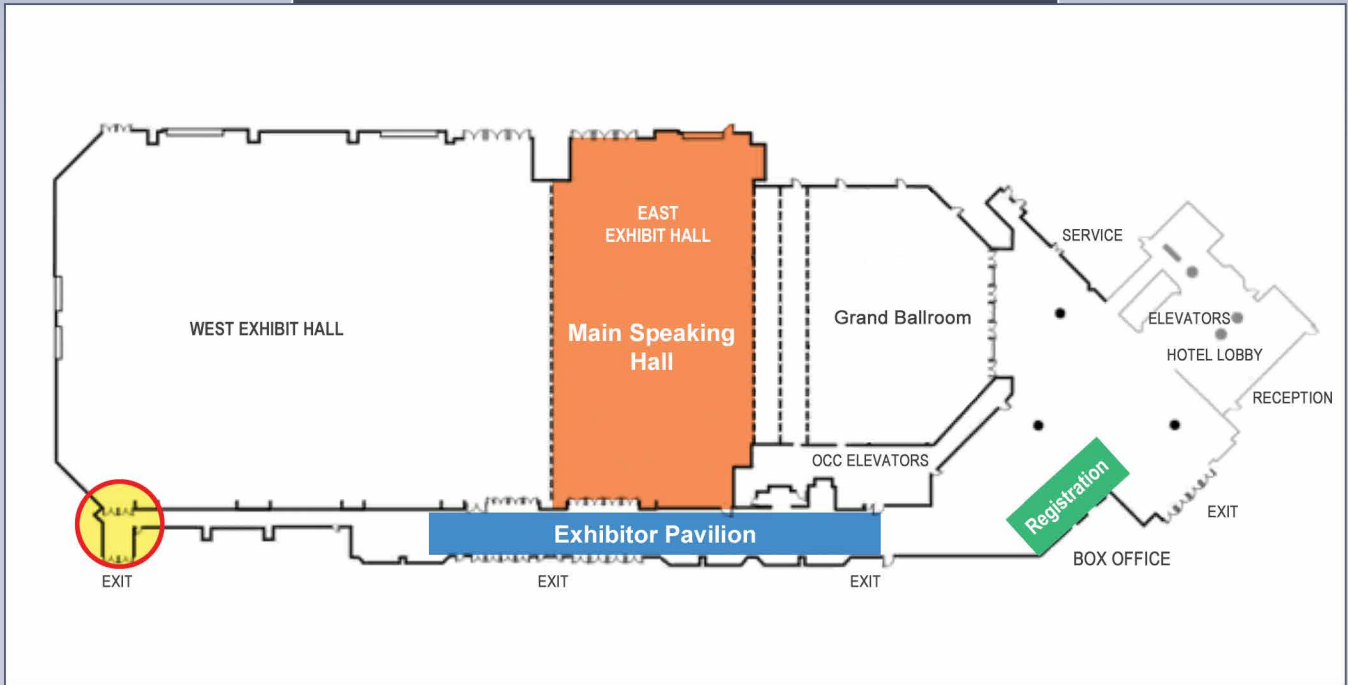 EAST
EXHIBIT HALL
SERVICE
WEST EXHIBIT HALL
Main Speaking
Hall
Grand Ballroom
ELEVATORS
HOTEL LOBBY
RECEPTION
OCC ELEVATORS
Registration
EXIT
Exhibitor Pavilion
BOX OFFICE
EXIT
EXIT
EXIT